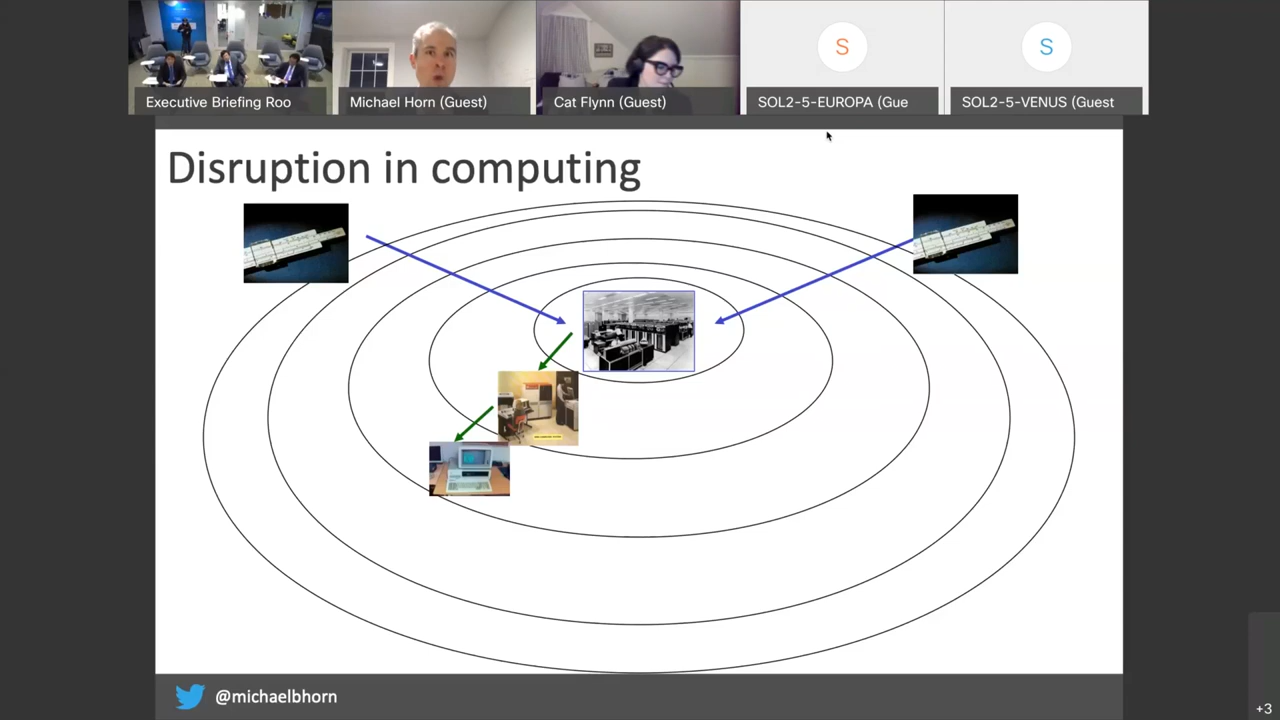 Executive Briefing Roo
Michael Horn (Guest)
Cat Flynn (Guest)
S
SOL2-5-EUROPA (Gue
S
SOL2-5-VENUS (Guest
Disruption in computing
@michaelbhorn
+3